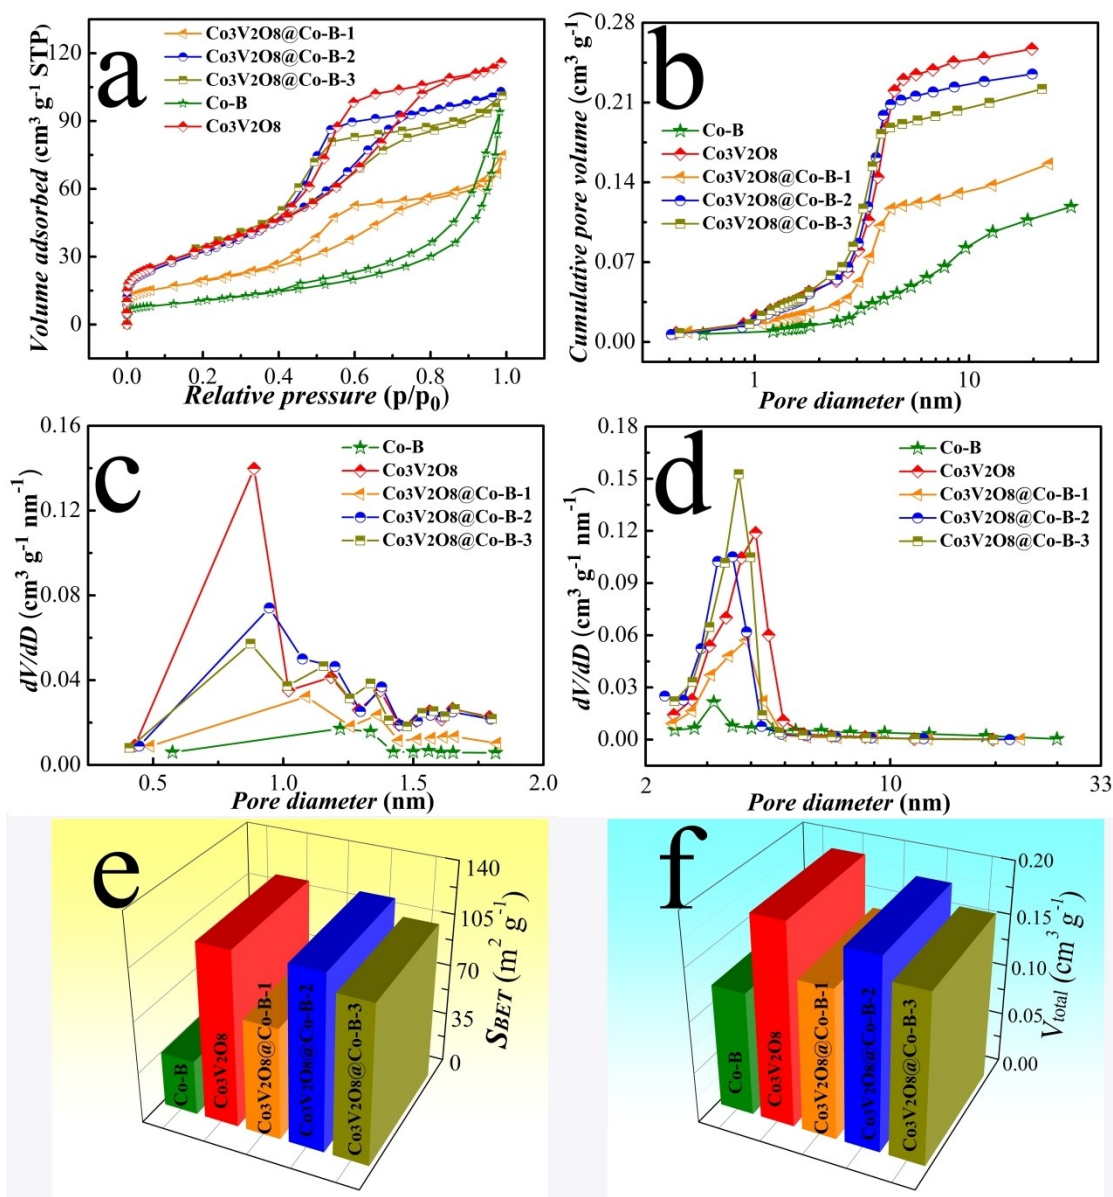 a
Volume adsorbed (cm³ g⁻¹ STP)
120
90
60
30
0
Co3V2O8@Co-B-1
Co3V2O8@Co-B-2
Co3V2O8@Co-B-3
Co-B
Co3V2O8
0.0 0.2 0.4 0.6 0.8 1.0
Relative pressure (p/p₀)
b
Cumulative pore volume (cm³ g⁻¹)
0.28
0.21
0.14
0.07
0.00
Co-B
Co3V2O8
Co3V2O8@Co-B-1
Co3V2O8@Co-B-2
Co3V2O8@Co-B-3
1 10
Pore diameter (nm)
c
dV/dD (cm³ g⁻¹ nm⁻¹)
0.16
0.12
0.08
0.04
0.00
Co-B
Co3V2O8
Co3V2O8@Co-B-1
Co3V2O8@Co-B-2
Co3V2O8@Co-B-3
0.5 1.0 1.5 2.0
Pore diameter (nm)
d
dV/dD (cm³ g⁻¹ nm⁻¹)
0.18
0.15
0.12
0.09
0.06
0.03
0.00
Co-B
Co3V2O8
Co3V2O8@Co-B-1
Co3V2O8@Co-B-2
Co3V2O8@Co-B-3
2 10 33
Pore diameter (nm)
e
140
105
70
35
0
SBET (m² g⁻¹)
Co-B
Co3V2O8
Co3V2O8@Co-B-1
Co3V2O8@Co-B-2
Co3V2O8@Co-B-3
f
0.20
0.15
0.10
0.05
0.00
Vtotal (cm³ g⁻¹)
Co-B
Co3V2O8
Co3V2O8@Co-B-1
Co3V2O8@Co-B-2
Co3V2O8@Co-B-3